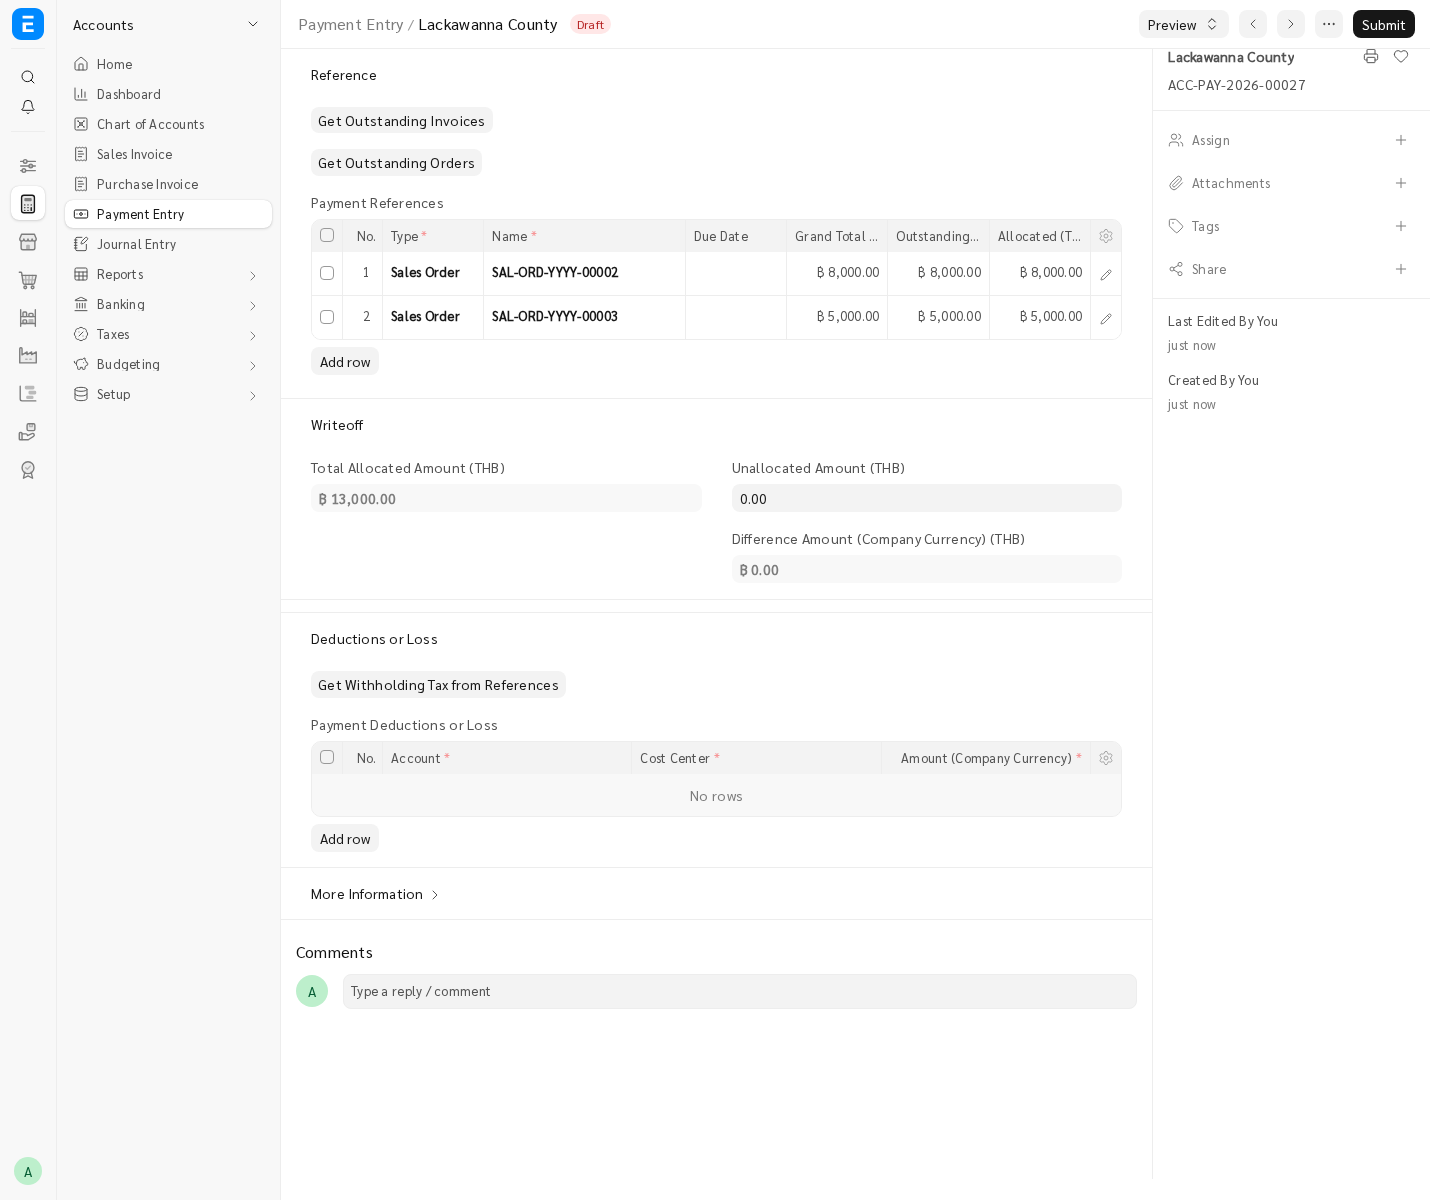 Accounts
Home
Dashboard
Chart of Accounts
Sales Invoice
Purchase Invoice
Payment Entry
Journal Entry
Reports
Banking
Taxes
Budgeting
Setup
A
Payment Entry / Lackawanna County Draft
Preview
Submit
Reference
Get Outstanding Invoices
Get Outstanding Orders
Payment References
No. Type * Name * Due Date Grand Total ... Outstanding... Allocated (T...
1 Sales Order SAL-ORD-YYYY-00002 ฿ 8,000.00 ฿ 8,000.00 ฿ 8,000.00
2 Sales Order SAL-ORD-YYYY-00003 ฿ 5,000.00 ฿ 5,000.00 ฿ 5,000.00
Add row
Writeoff
Total Allocated Amount (THB)
฿ 13,000.00
Unallocated Amount (THB)
0.00
Difference Amount (Company Currency) (THB)
฿ 0.00
Deductions or Loss
Get Withholding Tax from References
Payment Deductions or Loss
No. Account * Cost Center * Amount (Company Currency) *
No rows
Add row
More Information
Comments
A
Type a reply / comment
Lackawanna County
ACC-PAY-2026-00027
Assign
Attachments
Tags
Share
Last Edited By You
just now
Created By You
just now